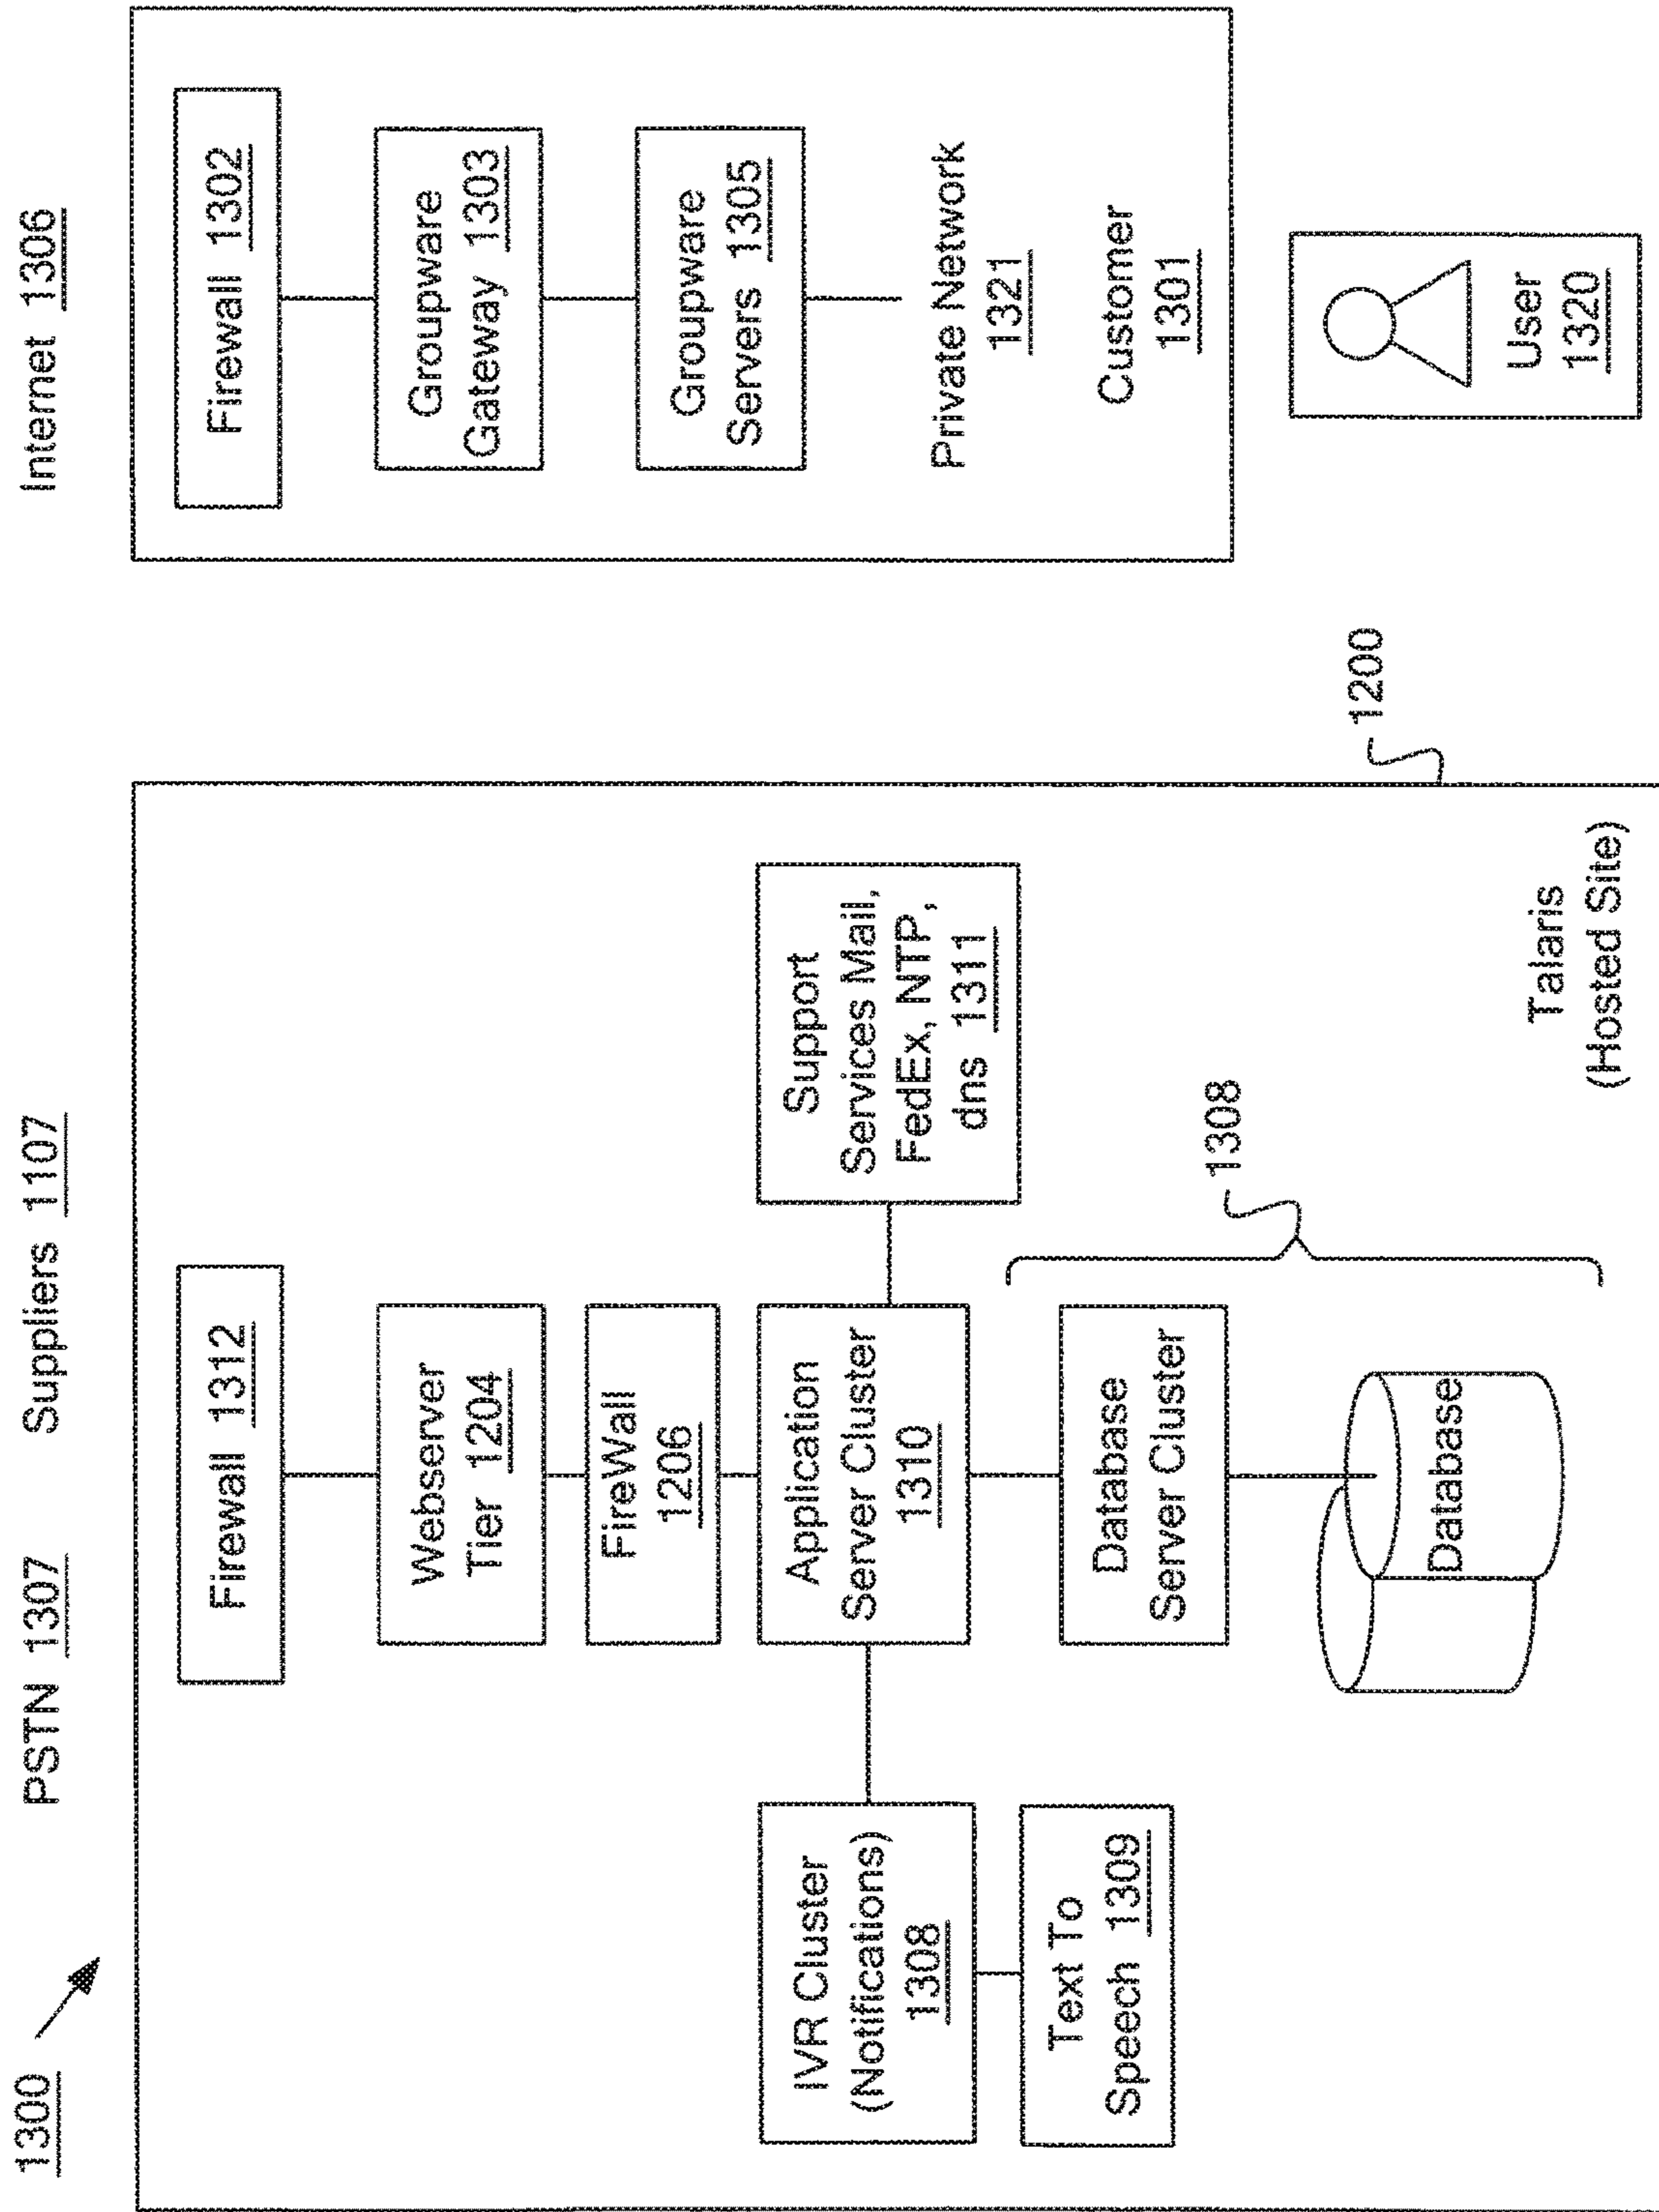 1300
PSTN 1307
Suppliers 1107
Internet 1306
Firewall 1312
Webserver
Tier 1204
FireWall
1206
IVR Cluster
(Notifications)
1308
Text To
Speech 1309
Application
Server Cluster
1310
Support
Services Mail,
FedEx, NTP,
dns 1311
Database
Server Cluster
Database
1308
Talaris
(Hosted Site)
1200
Firewall 1302
Groupware
Gateway 1303
Groupware
Servers 1305
Private Network
1321
Customer
1301
User
1320